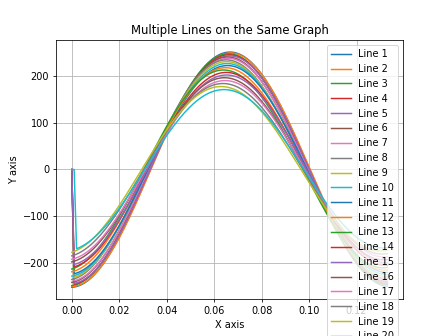 Multiple Lines on the Same Graph
Y axis
200
100
0
−100
−200
0.00
0.02
0.04
0.06
0.08
0.10
X axis
Line 1
Line 2
Line 3
Line 4
Line 5
Line 6
Line 7
Line 8
Line 9
Line 10
Line 11
Line 12
Line 13
Line 14
Line 15
Line 16
Line 17
Line 18
Line 19
Line 20